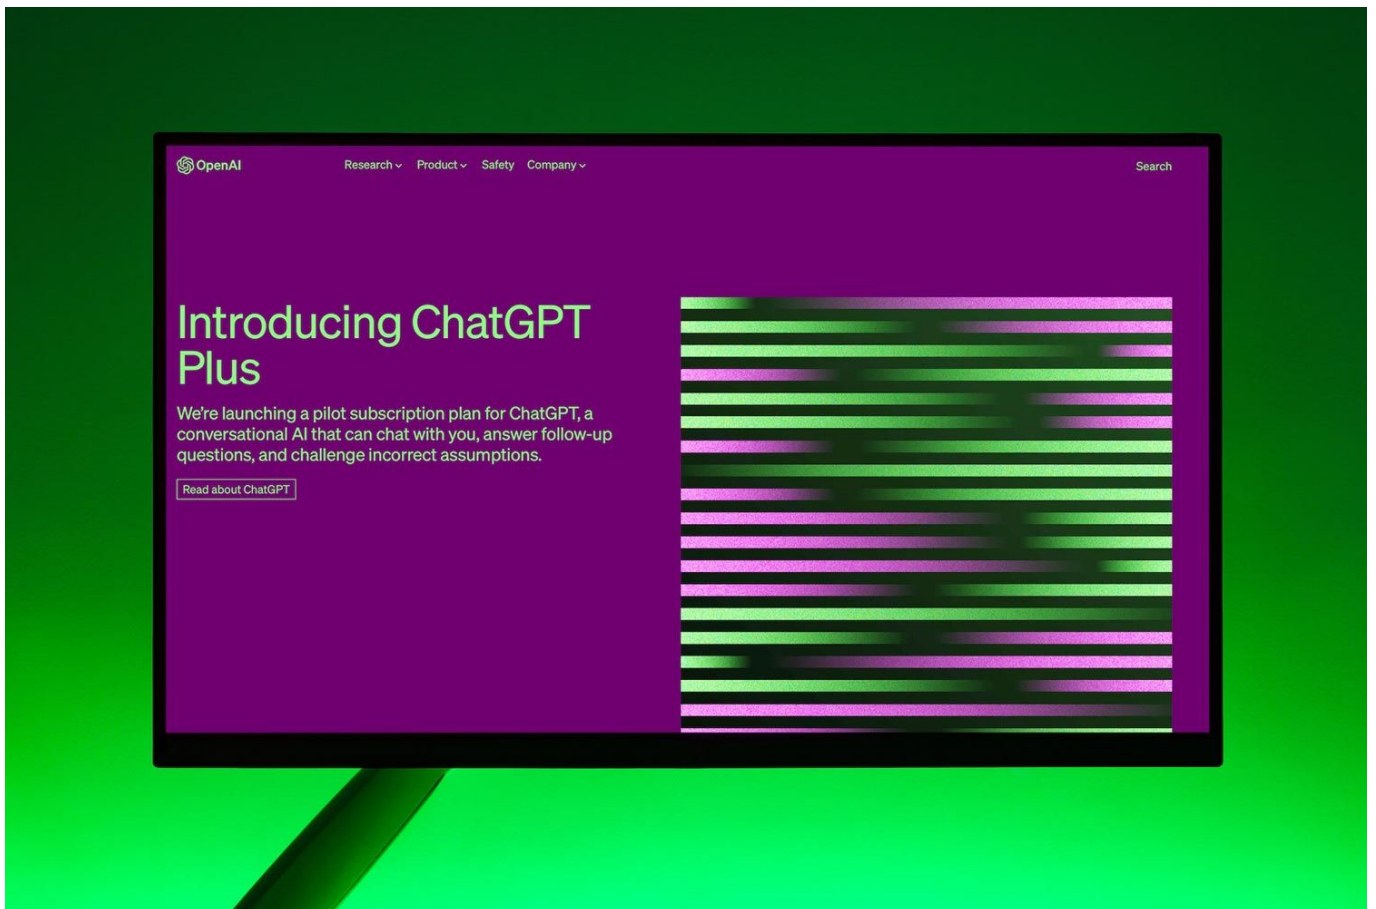 OpenAI
Research Product Safety Company
Search
Introducing ChatGPT
Plus
We're launching a pilot subscription plan for ChatGPT, a
conversational AI that can chat with you, answer follow-up
questions, and challenge incorrect assumptions.
Read about ChatGPT